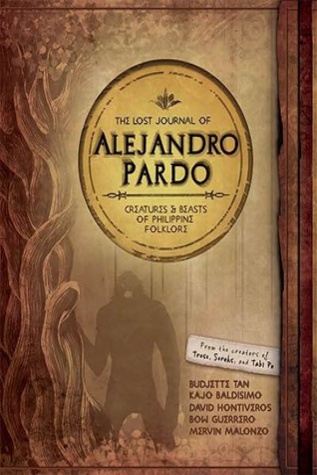 THE LOST JOURNAL OF
ALEJANDRO
PARDO
CREATURES & BEASTS
OF PHILIPPINE
FOLKLORE
From the creators of
Trese, Skyworld, and Tabi Po
BUDJETTE TAN
KAJO BALDISIMO
DAVID HONTIVEROS
BOW GUERRERO
MERVIN MALONZO